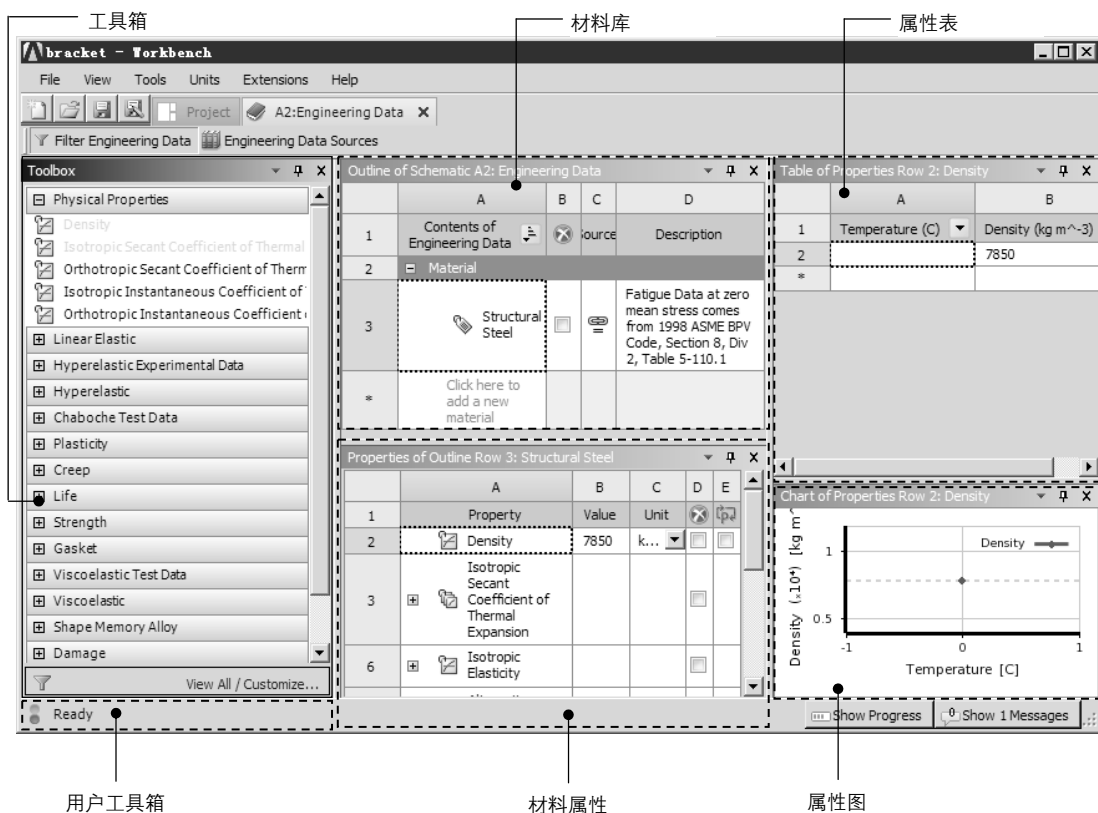 工具箱
材料库
属性表
bracket - Workbench
File View Tools Units Extensions Help
Project A2:Engineering Data
Filter Engineering Data Engineering Data Sources
Toolbox
Physical Properties
Density
Isotropic Secant Coefficient of Thermal
Orthotropic Secant Coefficient of Therm
Isotropic Instantaneous Coefficient of
Orthotropic Instantaneous Coefficient
Linear Elastic
Hyperelastic Experimental Data
Hyperelastic
Chaboche Test Data
Plasticity
Creep
Life
Strength
Gasket
Viscoelastic Test Data
Viscoelastic
Shape Memory Alloy
Damage
View All / Customize...
Ready
Outline of Schematic A2: Engineering Data
A B C D
1 Contents of Engineering Data Source Description
2 Material
3 Structural Steel
Fatigue Data at zero
mean stress comes
from 1998 ASME BPV
Code, Section 8, Div
2, Table 5-110.1
* Click here to
add a new
material
Properties of Outline Row 3: Structural Steel
A B C D E
1 Property Value Unit
2 Density 7850 k...
3 Isotropic
Secant
Coefficient of
Thermal
Expansion
6 Isotropic
Elasticity
Table of Properties Row 2: Density
A B
1 Temperature (C) Density (kg m^-3)
2 7850
*
Chart of Properties Row 2: Density
Density (×10⁴) [kg m^
1
0.5
Density
-1 0 1
Temperature [C]
Show Progress 0 Show 1 Messages
用户工具箱
材料属性
属性图